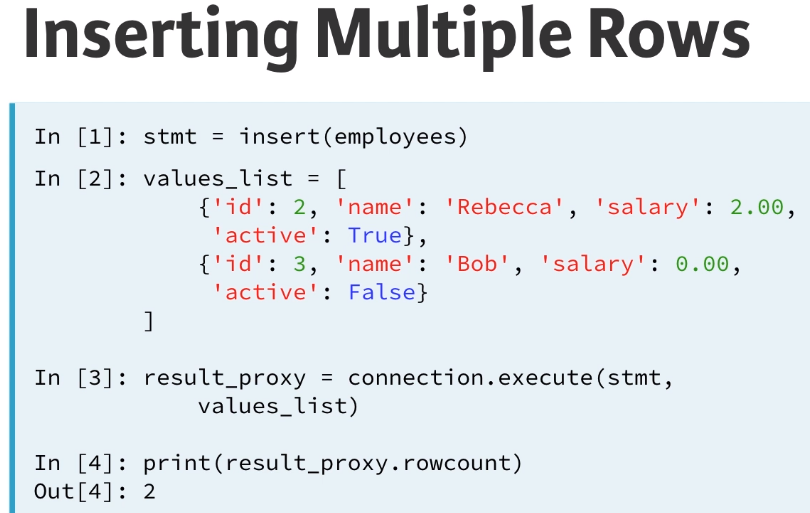 Inserting Multiple Rows
In [1]: stmt = insert(employees)
In [2]: values_list = [
{'id': 2, 'name': 'Rebecca', 'salary': 2.00,
'active': True},
{'id': 3, 'name': 'Bob', 'salary': 0.00,
'active': False}
]
In [3]: result_proxy = connection.execute(stmt,
values_list)
In [4]: print(result_proxy.rowcount)
Out[4]: 2